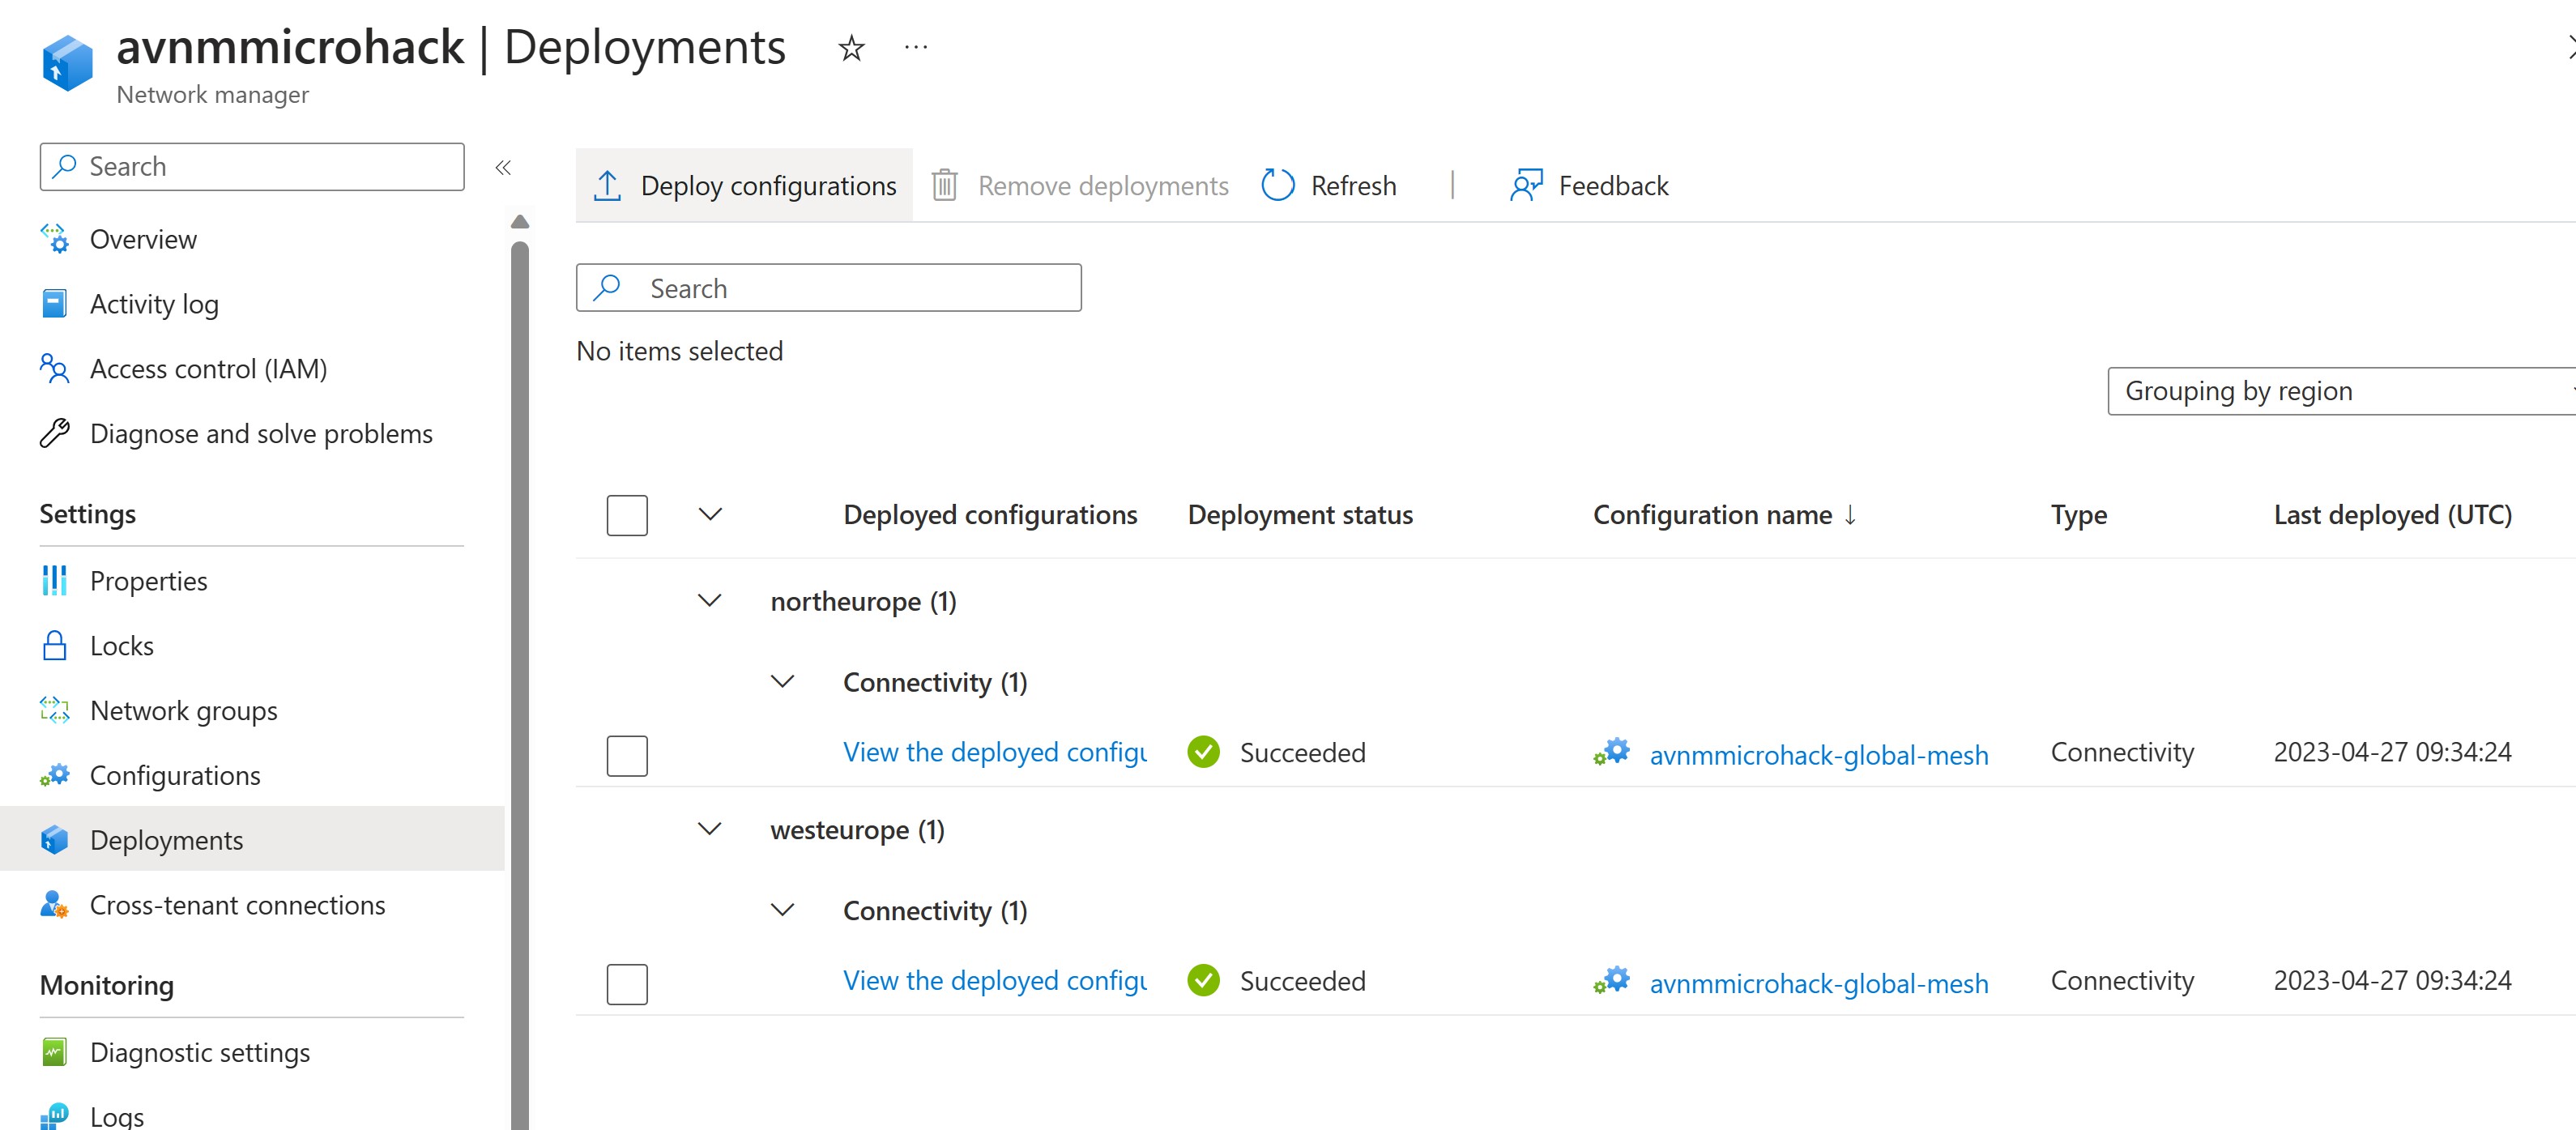 avnmmicrohack | Deployments
Network manager
Search
Overview
Activity log
Access control (IAM)
Diagnose and solve problems
Settings
Properties
Locks
Network groups
Configurations
Deployments
Cross-tenant connections
Monitoring
Diagnostic settings
Logs
Deploy configurations Remove deployments Refresh | Feedback
Search
No items selected
Grouping by region
Deployed configurations Deployment status Configuration name ↓ Type Last deployed (UTC)
northeurope (1)
Connectivity (1)
View the deployed configu Succeeded avnmmicrohack-global-mesh Connectivity 2023-04-27 09:34:24
westeurope (1)
Connectivity (1)
View the deployed configu Succeeded avnmmicrohack-global-mesh Connectivity 2023-04-27 09:34:24